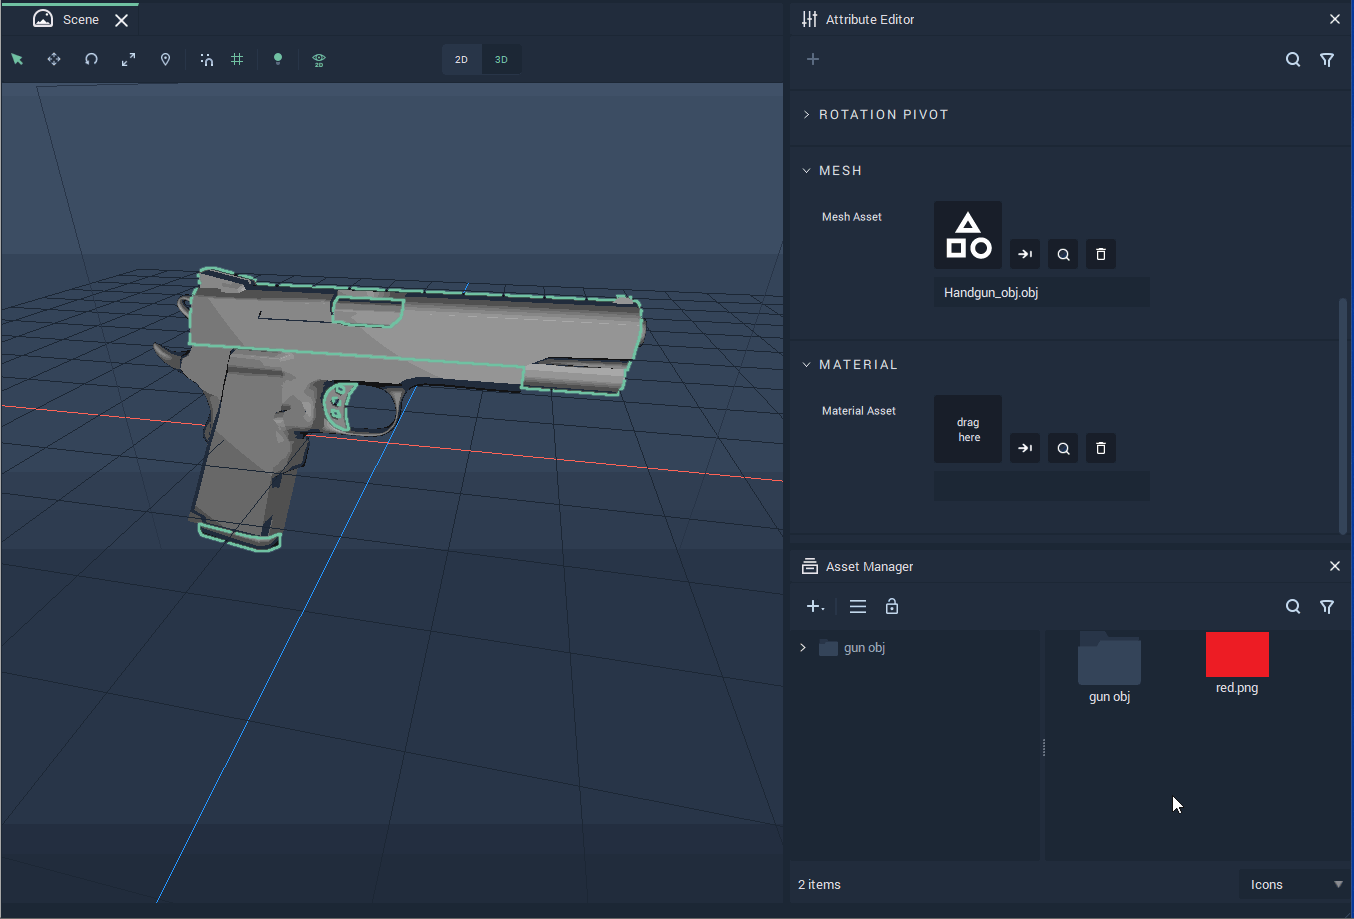 Scene
2D
2D
3D
Attribute Editor
ROTATION PIVOT
MESH
Mesh Asset
Handgun_obj.obj
MATERIAL
Material Asset
drag
here
Asset Manager
gun obj
gun obj
red.png
2 items
Icons